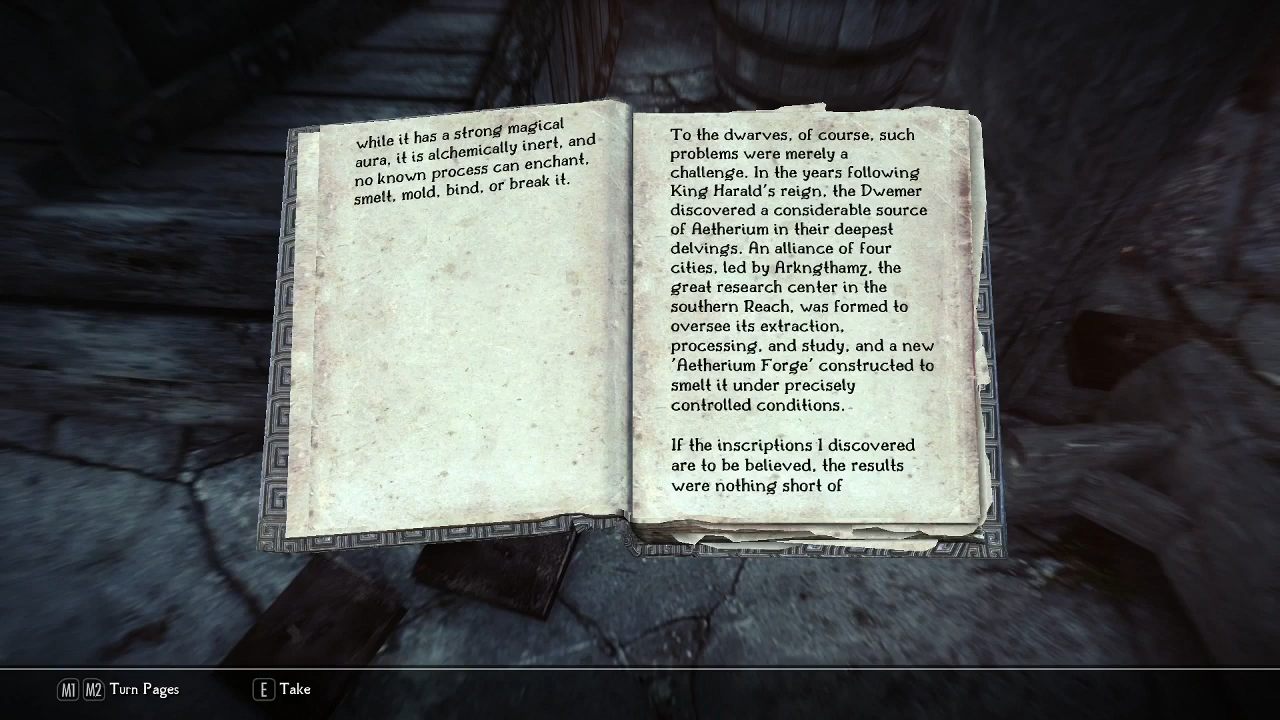 while it has a strong magical
aura, it is alchemically inert, and
no known process can enchant,
smelt, mold, bind, or break it.
To the dwarves, of course, such
problems were merely a
challenge. In the years following
King Harald's reign, the Dwemer
discovered a considerable source
of Aetherium in their deepest
delvings. An alliance of four
cities, led by Arkngthamz, the
great research center in the
southern Reach, was formed to
oversee its extraction,
processing, and study, and a new
'Aetherium Forge' constructed to
smelt it under precisely
controlled conditions.
If the inscriptions I discovered
are to be believed, the results
were nothing short of
M1 M2 Turn Pages
E Take